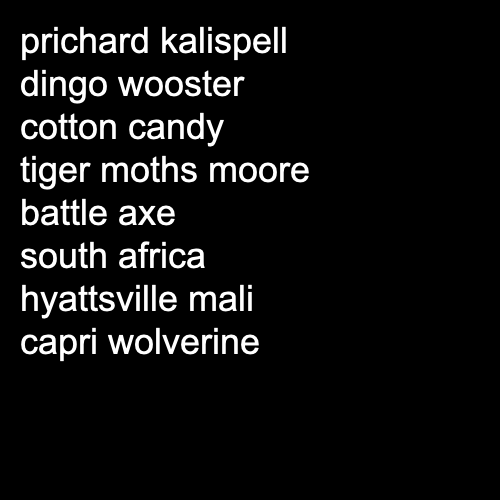 prichard kalispell
dingo wooster
cotton candy
tiger moths moore
battle axe
south africa
hyattsville mali
capri wolverine